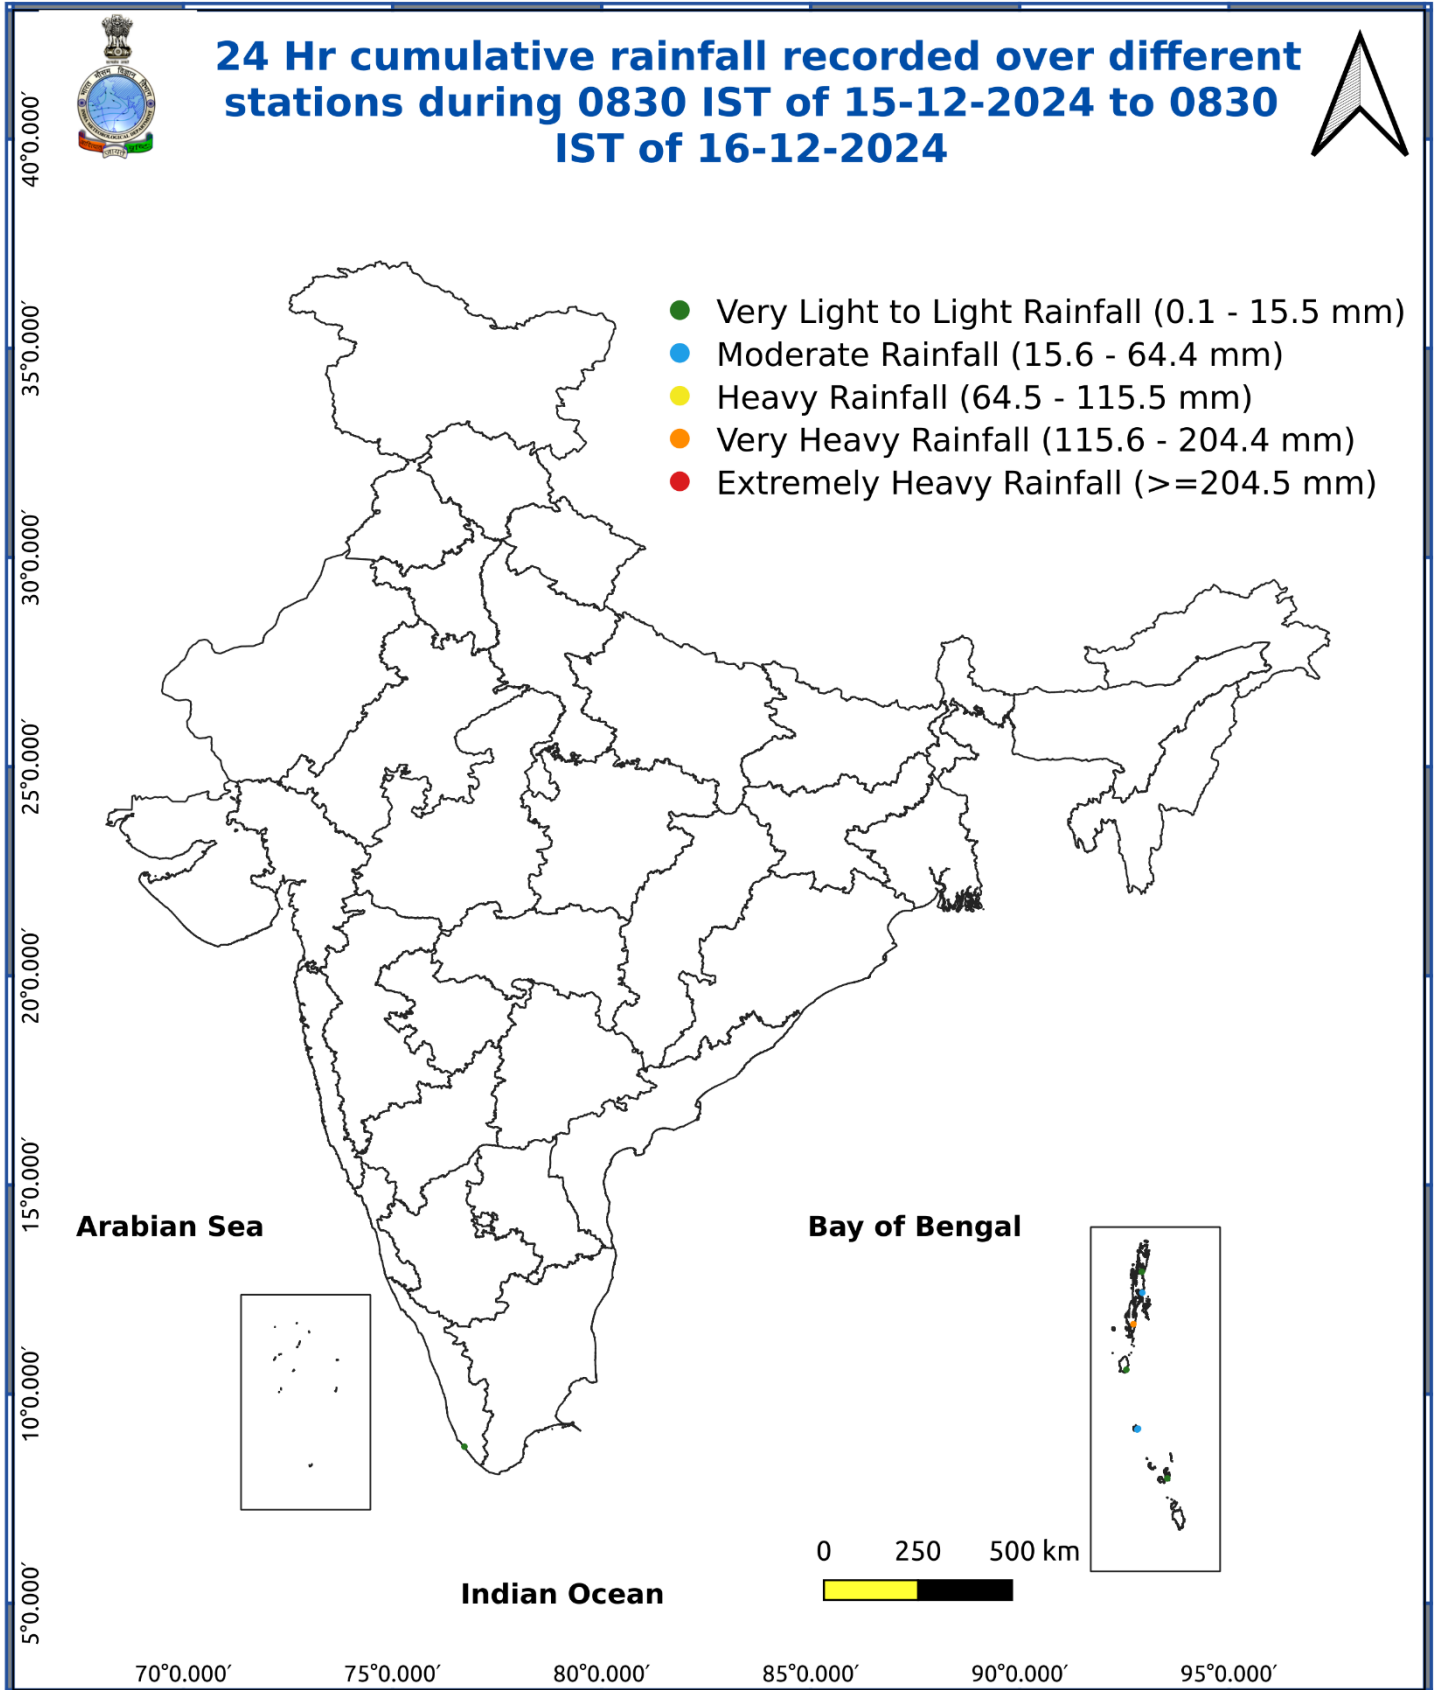 24 Hr cumulative rainfall recorded over different
stations during 0830 IST of 15-12-2024 to 0830
IST of 16-12-2024
Very Light to Light Rainfall (0.1 - 15.5 mm)
Moderate Rainfall (15.6 - 64.4 mm)
Heavy Rainfall (64.5 - 115.5 mm)
Very Heavy Rainfall (115.6 - 204.4 mm)
Extremely Heavy Rainfall (>=204.5 mm)
40°0.000′
35°0.000′
30°0.000′
25°0.000′
20°0.000′
15°0.000′
10°0.000′
5°0.000′
Arabian Sea
Bay of Bengal
Indian Ocean
0 250 500 km
70°0.000′ 75°0.000′ 80°0.000′ 85°0.000′ 90°0.000′ 95°0.000′